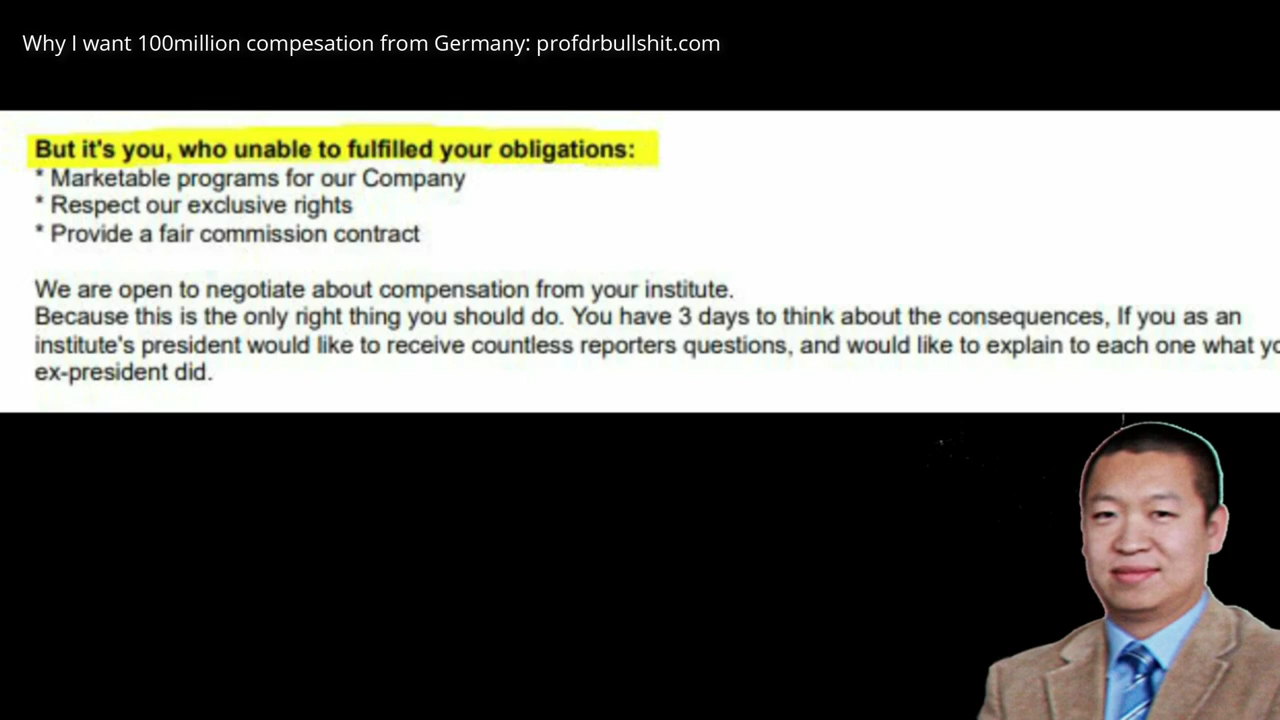 Why I want 100million compesation from Germany: profdrbullshit.com
But it's you, who unable to fulfilled your obligations:
* Marketable programs for our Company
* Respect our exclusive rights
* Provide a fair commission contract
We are open to negotiate about compensation from your institute.
Because this is the only right thing you should do. You have 3 days to think about the consequences, If you as an
institute's president would like to receive countless reporters questions, and would like to explain to each one what
ex-president did.